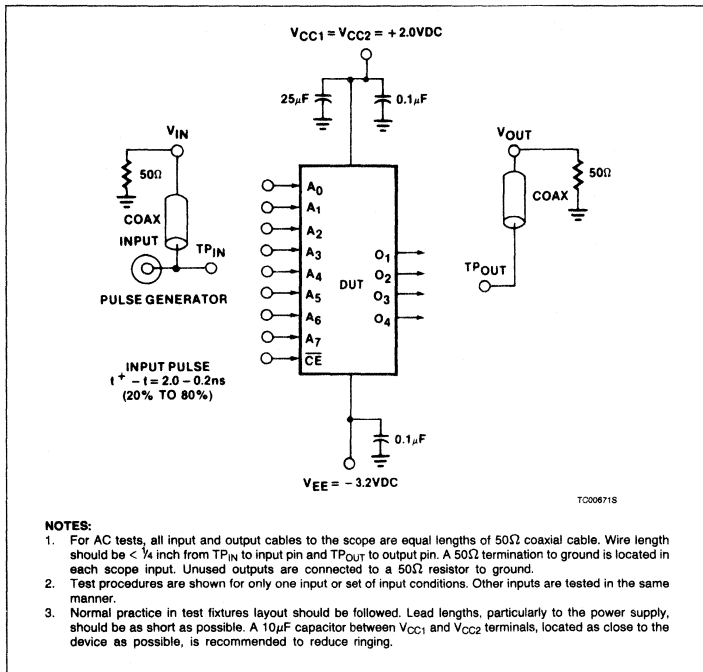 VCC1 = VCC2 = + 2.0VDC
25μF
0.1μF
VIN
50Ω
COAX
INPUT
TPIN
PULSE GENERATOR
INPUT PULSE
t+ – t = 2.0 – 0.2ns
(20% TO 80%)
A0
A1
A2
A3
A4
A5
A6
A7
CE
DUT
O1
O2
O3
O4
VOUT
50Ω
COAX
TPOUT
0.1μF
VEE = – 3.2VDC
TC00671S
NOTES:
1. For AC tests, all input and output cables to the scope are equal lengths of 50Ω coaxial cable. Wire length
should be < 1/4 inch from TPIN to input pin and TPOUT to output pin. A 50Ω termination to ground is located in
each scope input. Unused outputs are connected to a 50Ω resistor to ground.
2. Test procedures are shown for only one input or set of input conditions. Other inputs are tested in the same
manner.
3. Normal practice in test fixtures layout should be followed. Lead lengths, particularly to the power supply,
should be as short as possible. A 10μF capacitor between VCC1 and VCC2 terminals, located as close to the
device as possible, is recommended to reduce ringing.